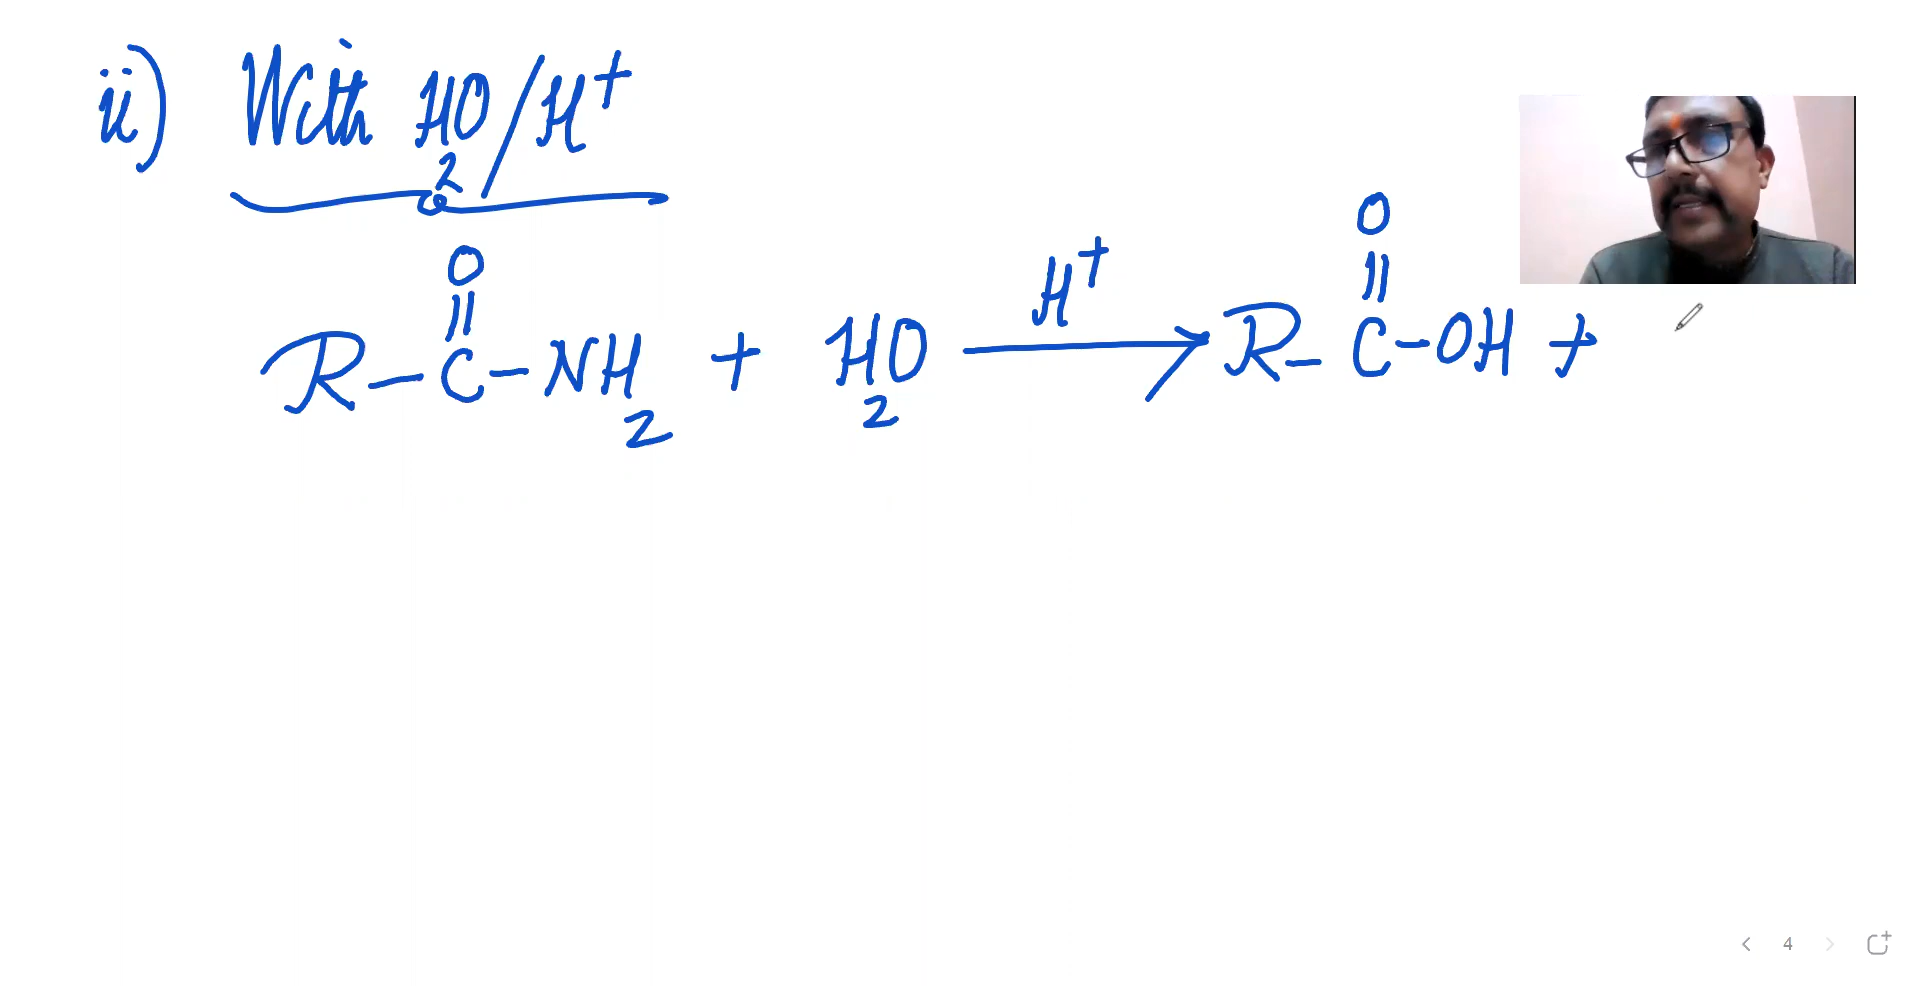 ii) With H₂O/H⁺
O
||
R-C-NH₂ + H₂O ⟶ R-C-OH +
H⁺
O
||
4